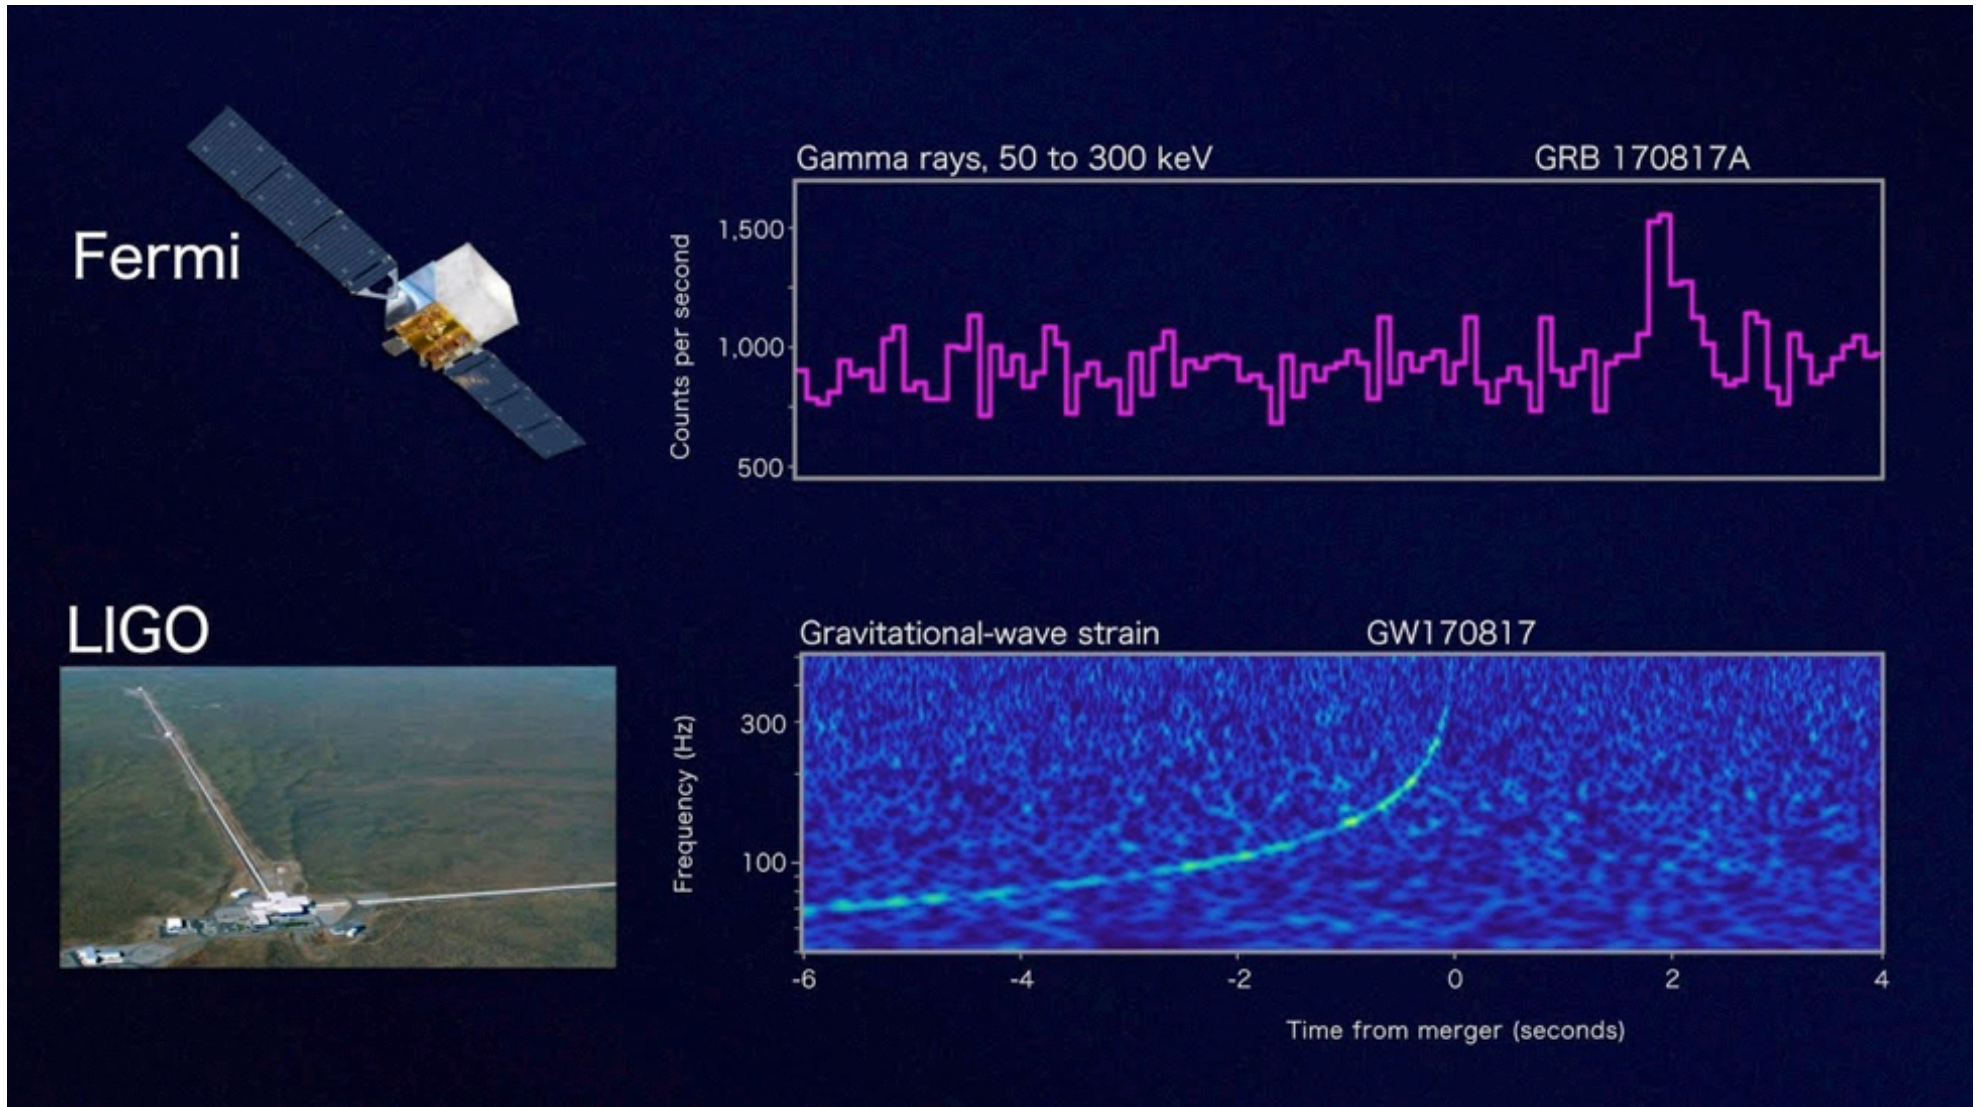 Fermi
Gamma rays, 50 to 300 keV
GRB 170817A
Counts per second
1,500
1,000
500
LIGO
Gravitational-wave strain
GW170817
Frequency (Hz)
300
100
-6
-4
-2
0
2
4
Time from merger (seconds)